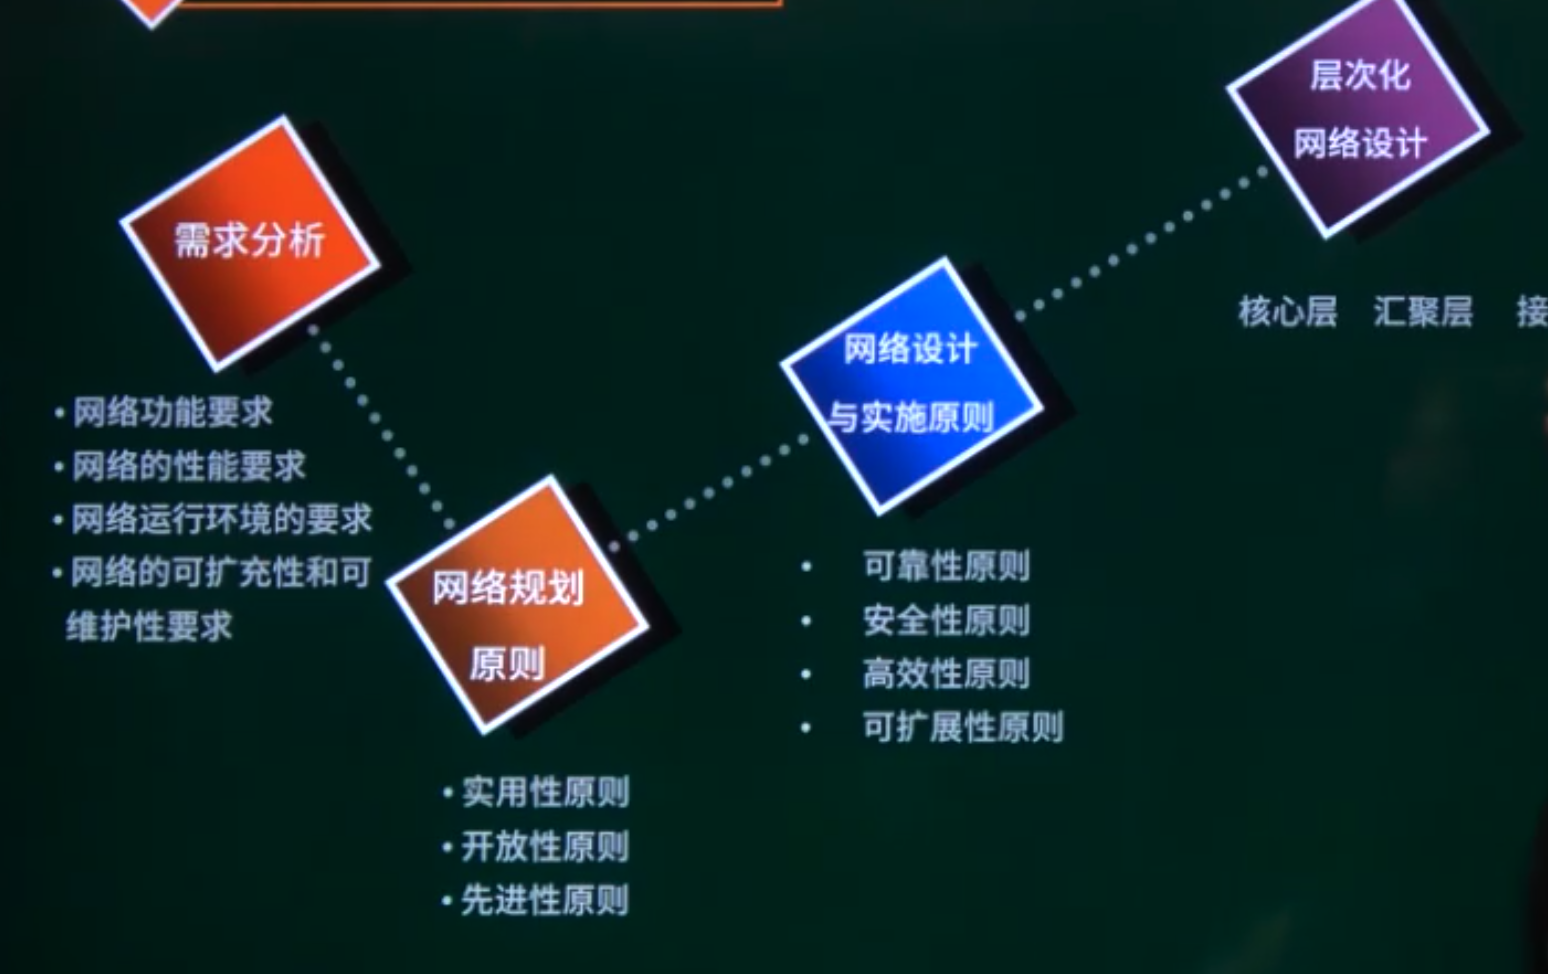 需求分析
• 网络功能要求
• 网络的性能要求
• 网络运行环境的要求
• 网络的可扩充性和可
维护性要求
网络规划
原则
• 实用性原则
• 开放性原则
• 先进性原则
网络设计
与实施原则
• 可靠性原则
• 安全性原则
• 高效性原则
• 可扩展性原则
层次化
网络设计
核心层 汇聚层 接